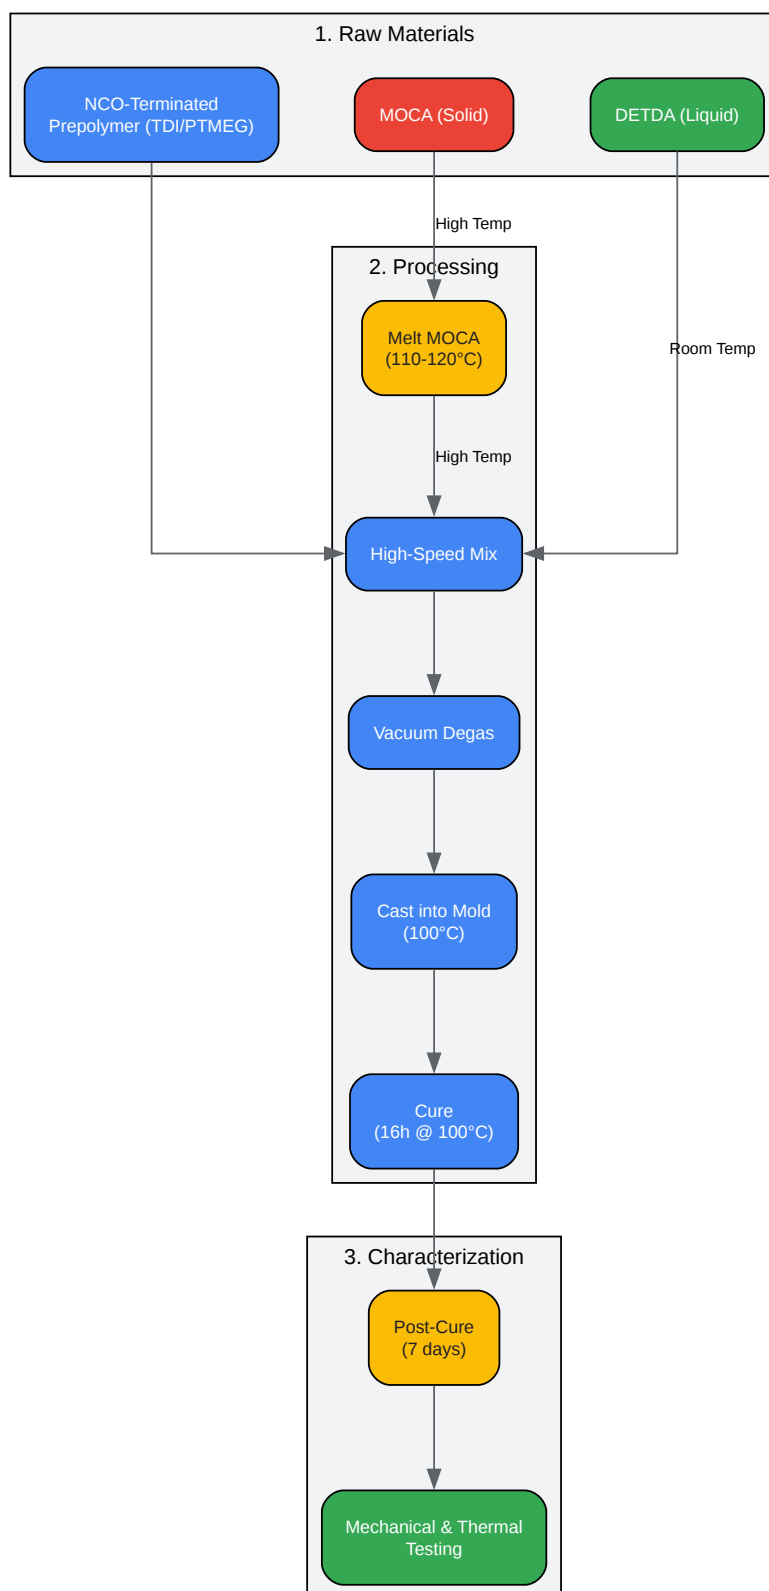 1. Raw Materials
NCO-Terminated
Prepolymer (TDI/PTMEG)
MOCA (Solid)
DETDA (Liquid)
High Temp
2. Processing
Melt MOCA
(110-120°C)
Room Temp
High Temp
High-Speed Mix
Vacuum Degas
Cast into Mold
(100°C)
Cure
(16h @ 100°C)
3. Characterization
Post-Cure
(7 days)
Mechanical & Thermal
Testing